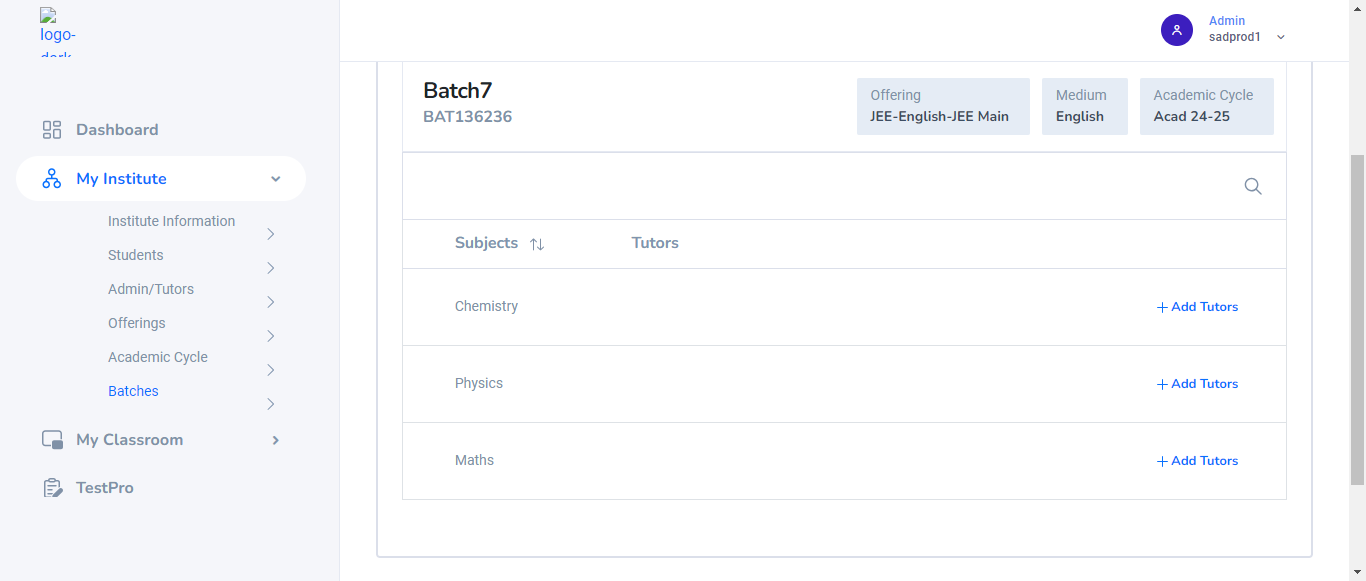 logo-
dark
Admin
sadprod1
Dashboard
My Institute
Institute Information
Students
Admin/Tutors
Offerings
Academic Cycle
Batches
My Classroom
TestPro
Batch7
BAT136236
Offering
JEE-English-JEE Main
Medium
English
Academic Cycle
Acad 24-25
Subjects
Tutors
Chemistry
Add Tutors
Physics
Add Tutors
Maths
Add Tutors